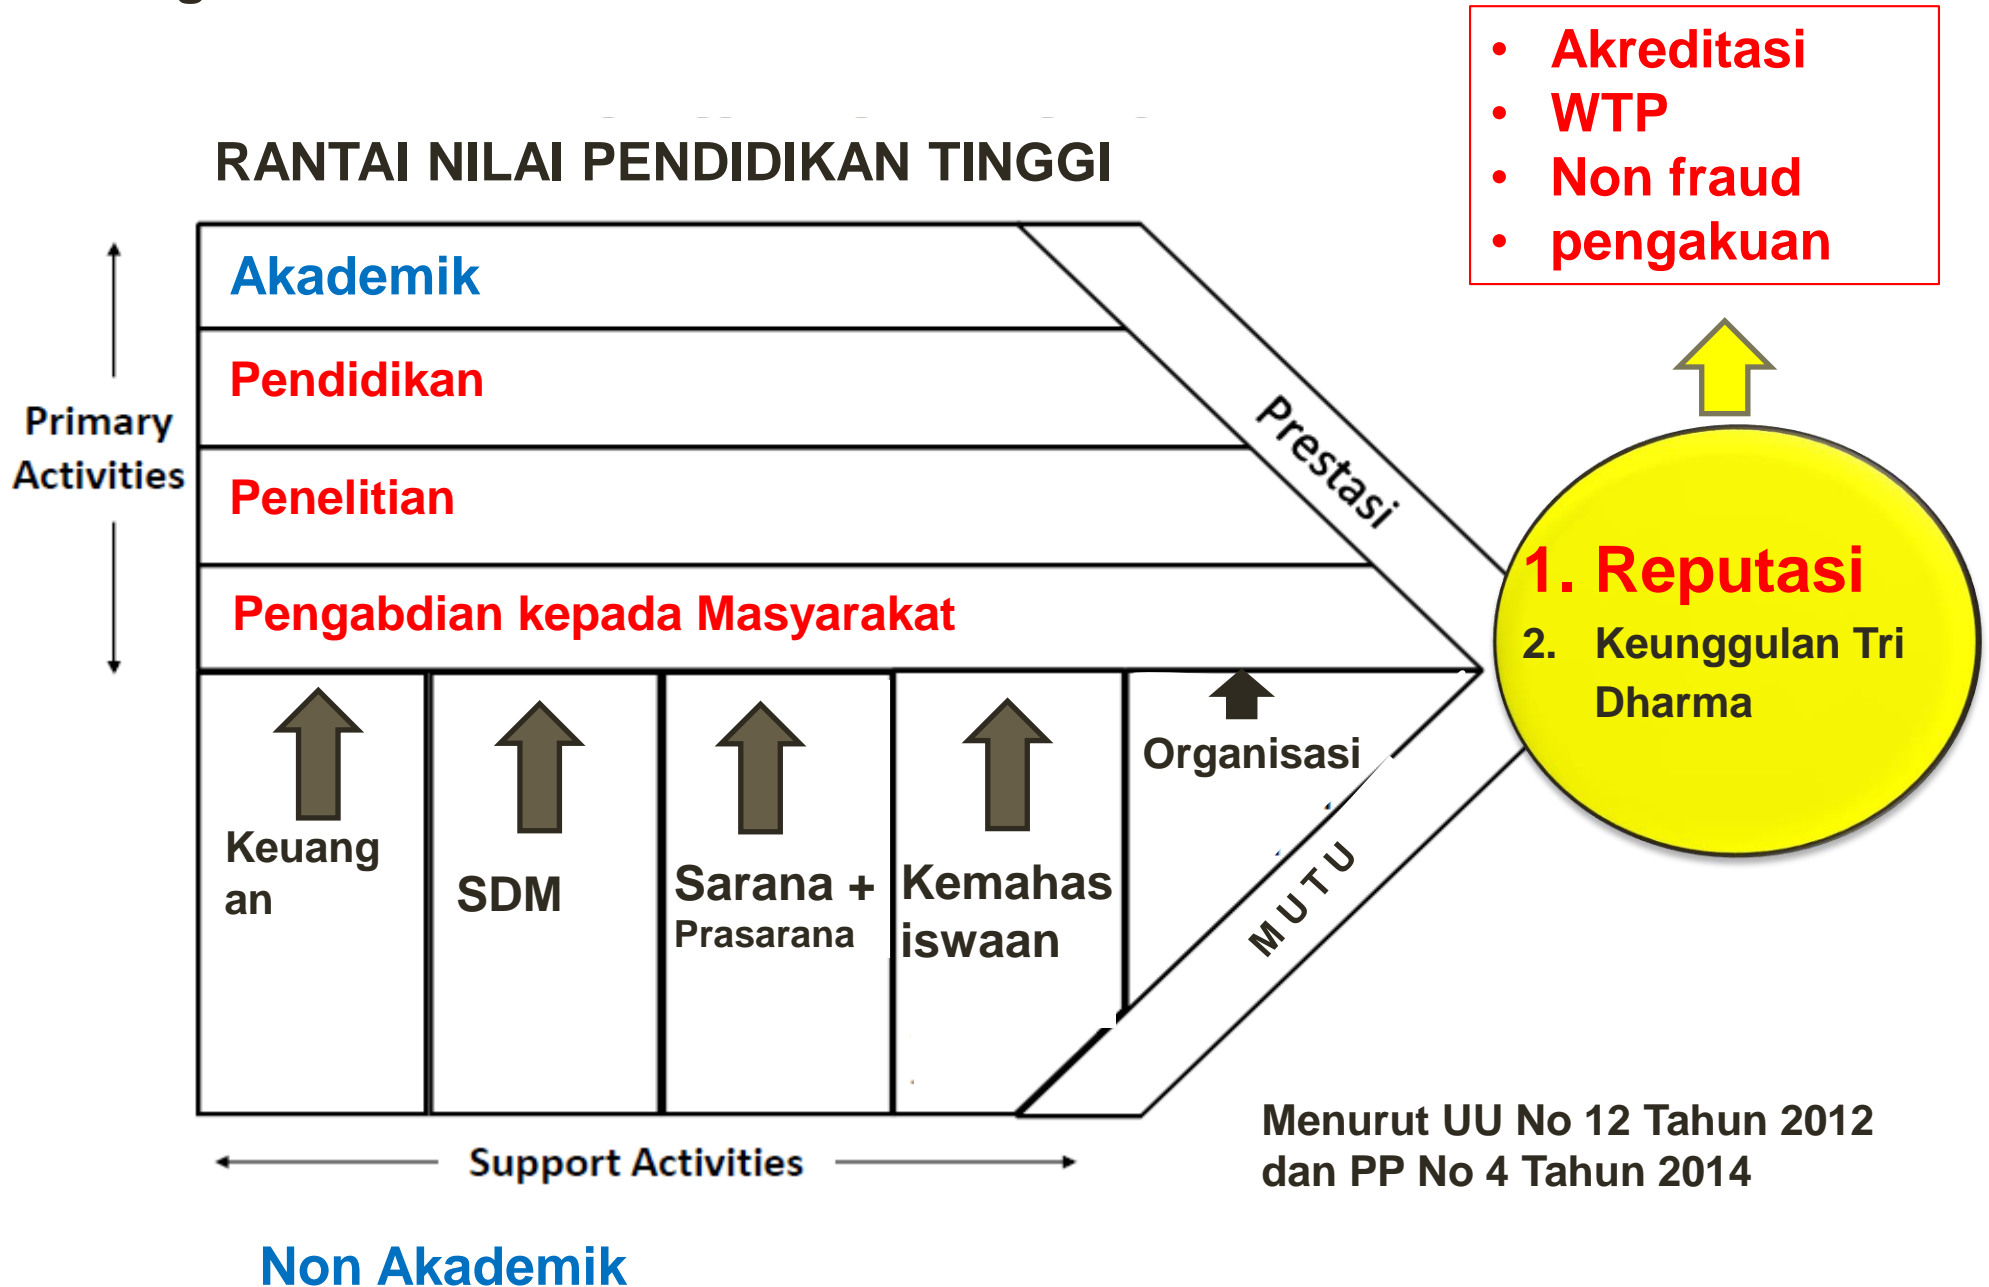 RANTAI NILAI PENDIDIKAN TINGGI
• Akreditasi
• WTP
• Non fraud
• pengakuan
Akademik
Pendidikan
Penelitian
Pengabdian kepada Masyarakat
Primary
Activities
Prestasi
1. Reputasi
2. Keunggulan Tri
Dharma
Keuang
an
SDM
Sarana +
Prasarana
Kemahas
iswaan
Organisasi
MUTU
Support Activities
Menurut UU No 12 Tahun 2012
dan PP No 4 Tahun 2014
Non Akademik